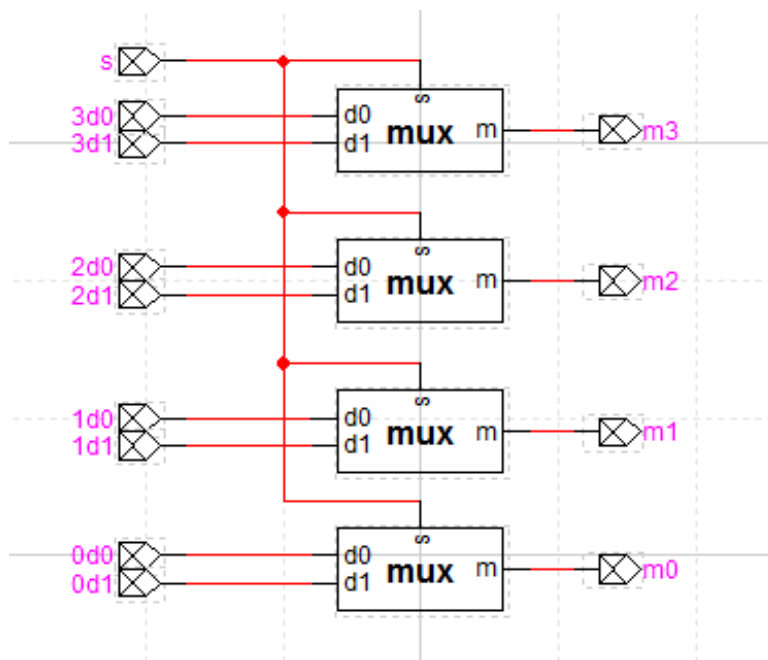 s
s
3d0 d0 mux m m3
3d1 d1
s
2d0 d0 mux m m2
2d1 d1
s
1d0 d0 mux m m1
1d1 d1
s
0d0 d0 mux m m0
0d1 d1